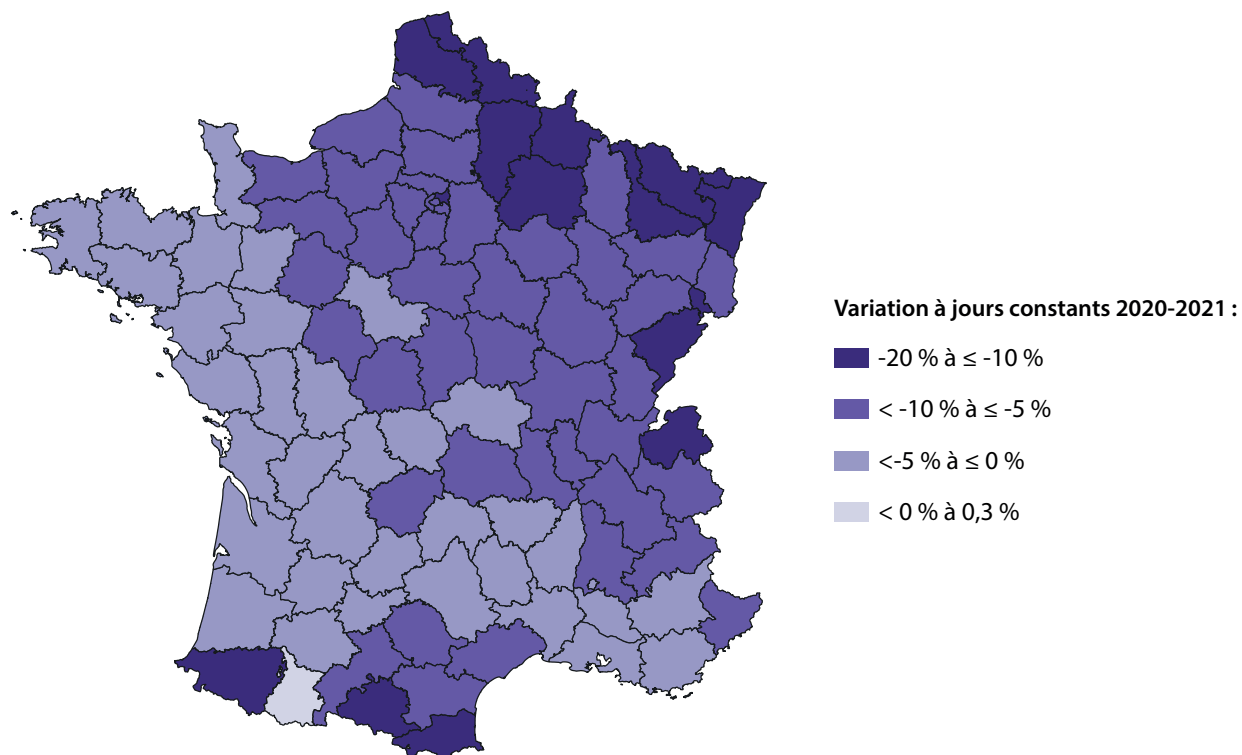 Variation à jours constants 2020-2021 :
-20 % à ≤ -10 %
< -10 % à ≤ -5 %
<-5 % à ≤ 0 %
< 0 % à 0,3 %